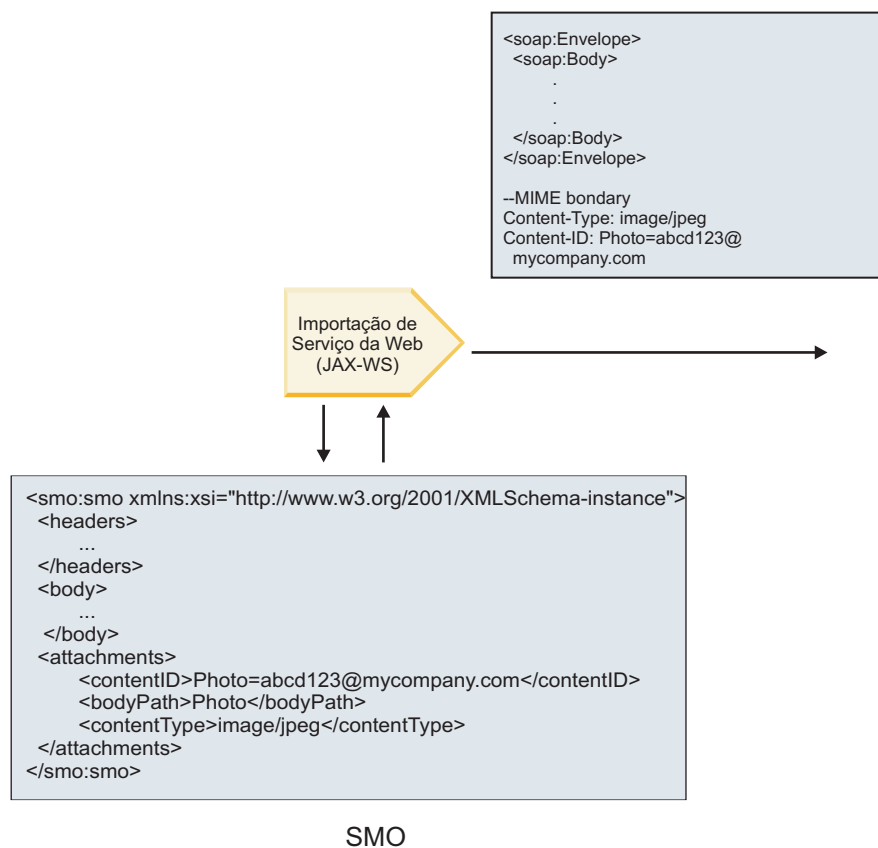 <soap:Envelope>
<soap:Body>
.
.
.
</soap:Body>
</soap:Envelope>
--MIME bondary
Content-Type: image/jpeg
Content-ID: Photo=abcd123@
mycompany.com
Importação de
Serviço da Web
(JAX-WS)
<smo:smo xmlns:xsi="http://www.w3.org/2001/XMLSchema-instance">
<headers>
...
</headers>
<body>
...
</body>
<attachments>
<contentID>Photo=abcd123@mycompany.com</contentID>
<bodyPath>Photo</bodyPath>
<contentType>image/jpeg</contentType>
</attachments>
</smo:smo>
SMO